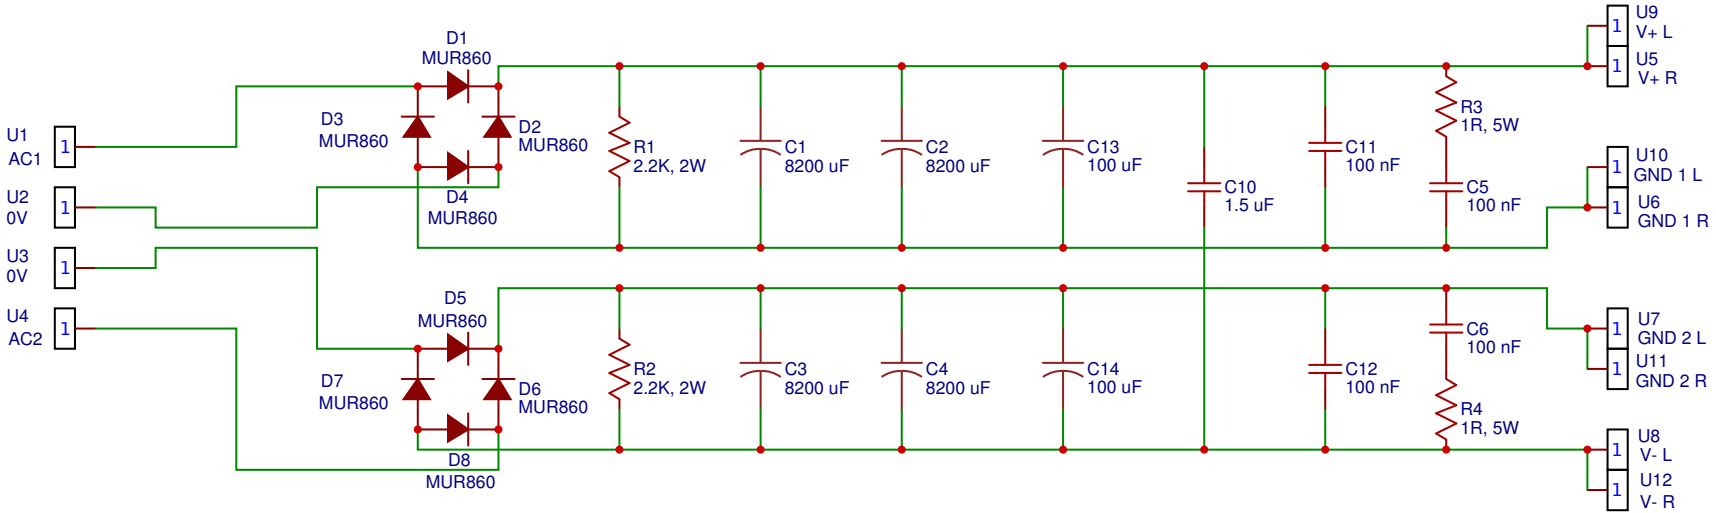 D1
MUR860
D3
MUR860
D2
MUR860
D4
MUR860
U1
AC1
1
U2
0V
1
U3
0V
1
U4
AC2
1
R1
2.2K, 2W
C1
8200 uF
C2
8200 uF
C13
100 uF
C10
1.5 uF
C11
100 nF
R3
1R, 5W
C5
100 nF
1
U9
V+ L
1
U5
V+ R
1
U10
GND 1 L
1
U6
GND 1 R
D5
MUR860
D7
MUR860
D6
MUR860
D8
MUR860
R2
2.2K, 2W
C3
8200 uF
C4
8200 uF
C14
100 uF
C12
100 nF
C6
100 nF
R4
1R, 5W
1
U7
GND 2 L
1
U11
GND 2 R
1
U8
V- L
1
U12
V- R